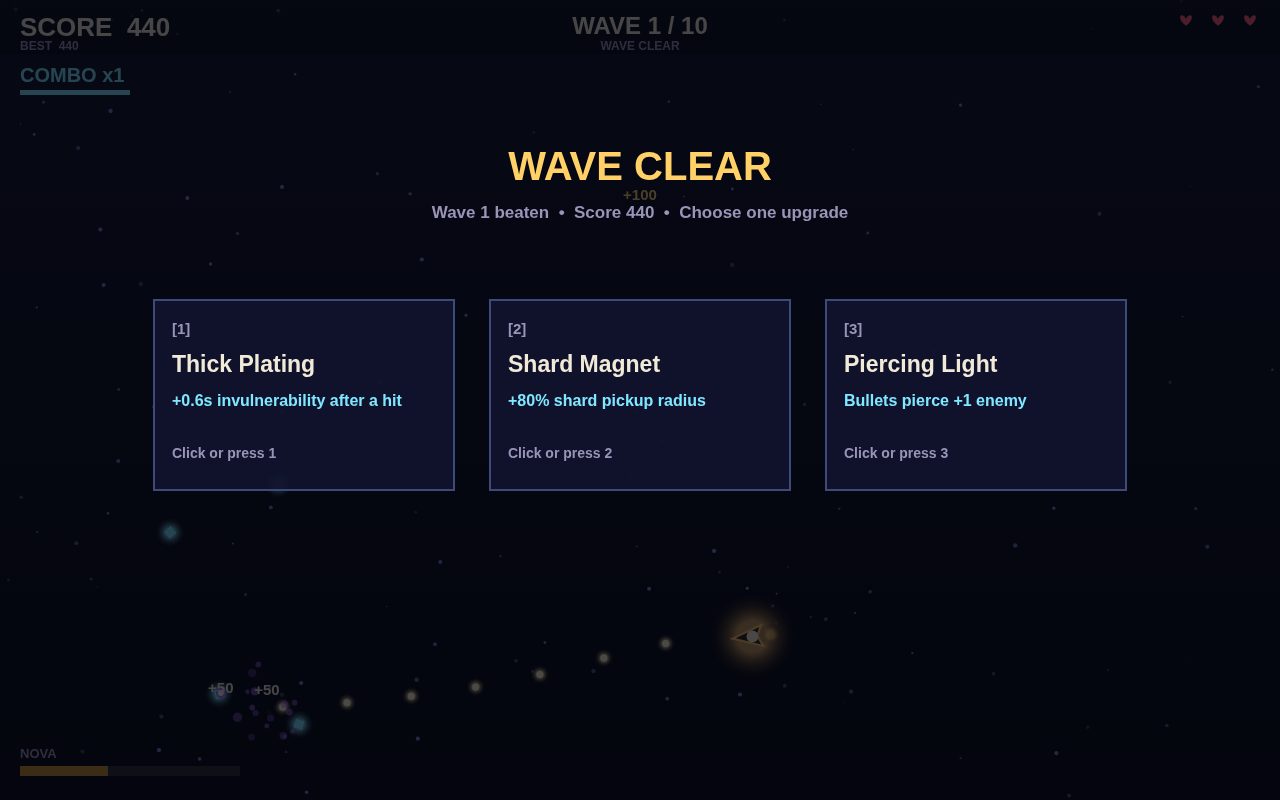 SCORE 440
WAVE 1 / 10
BEST 440
WAVE CLEAR
COMBO x1
WAVE CLEAR
+100
Wave 1 beaten • Score 440 • Choose one upgrade
[1]
Thick Plating
+0.6s invulnerability after a hit
Click or press 1
[2]
Shard Magnet
+80% shard pickup radius
Click or press 2
[3]
Piercing Light
Bullets pierce +1 enemy
Click or press 3
+50
+50
NOVA